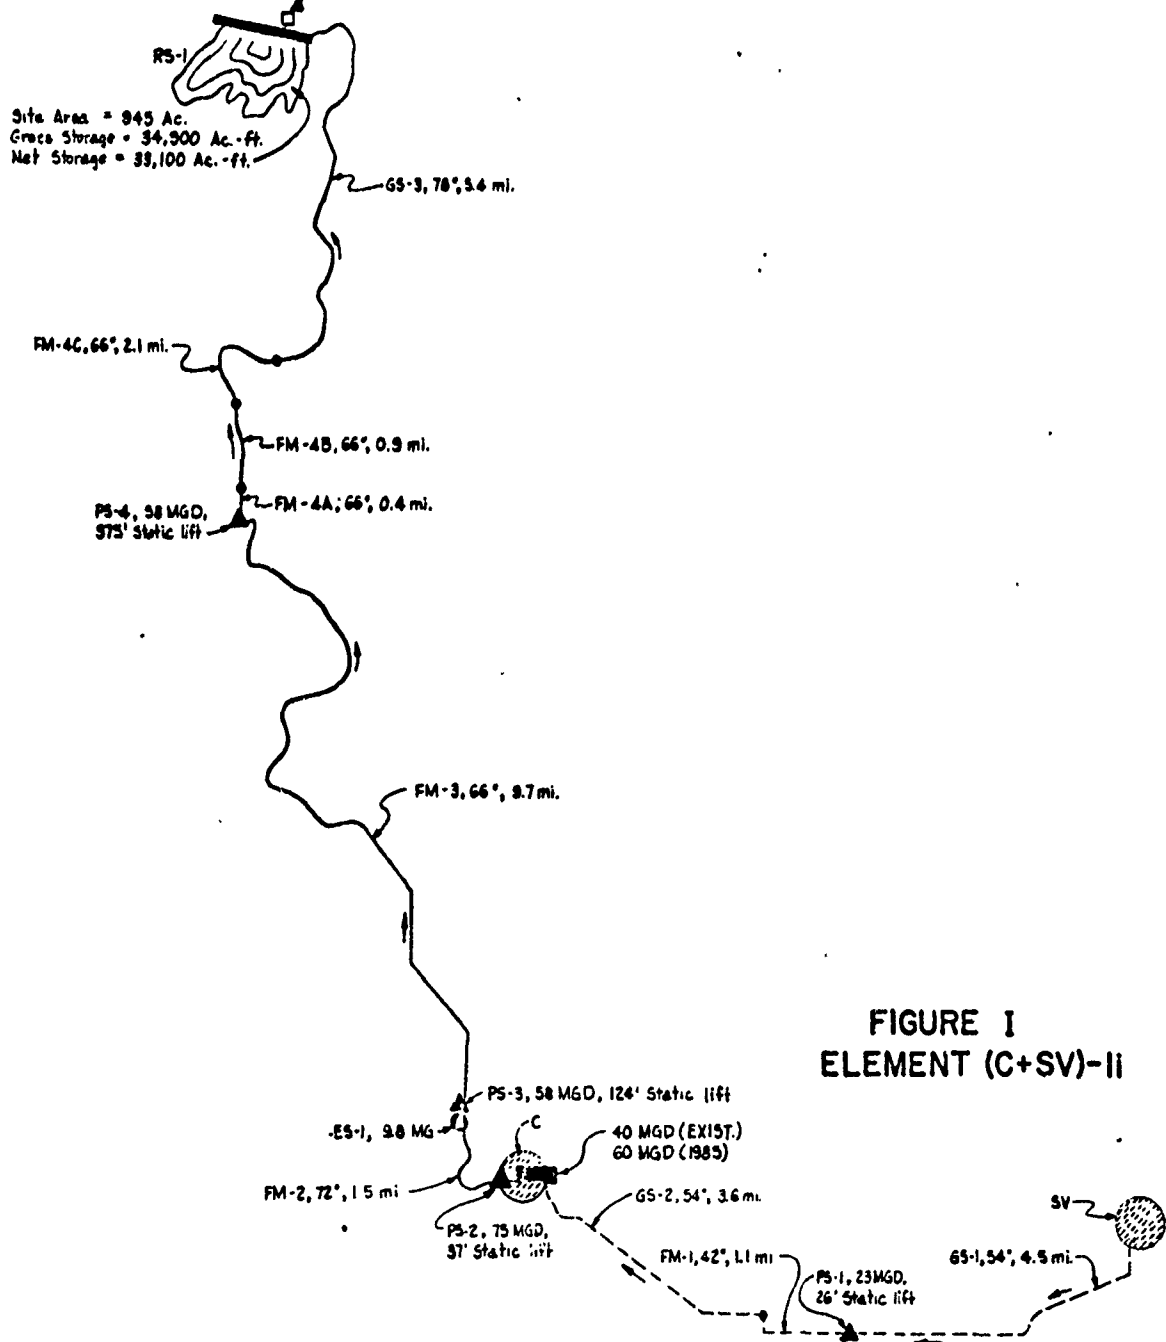 RS-1
Site Area = 945 Ac.
Gross Storage = 34,900 Ac.-ft.
Net Storage = 33,100 Ac.-ft.
GS-3, 78", 5.4 mi.
FM-4C, 66", 2.1 mi.
FM-4B, 66", 0.9 mi.
FM-4A; 66", 0.4 mi.
PS-4, 58 MGD,
375' Static lift
FM-3, 66", 9.7 mi.
FIGURE I
ELEMENT (C+SV)-Ii
PS-3, 58 MGD, 124' Static lift
ES-1, 9.8 MG
C
40 MGD (EXIST.)
60 MGD (1985)
FM-2, 72", 1.5 mi
GS-2, 54", 3.6 mi.
SV
PS-2, 75 MGD,
37' Static lift
FM-1, 42", 1.1 mi
GS-1, 54", 4.5 mi.
PS-1, 23 MGD,
26' Static lift